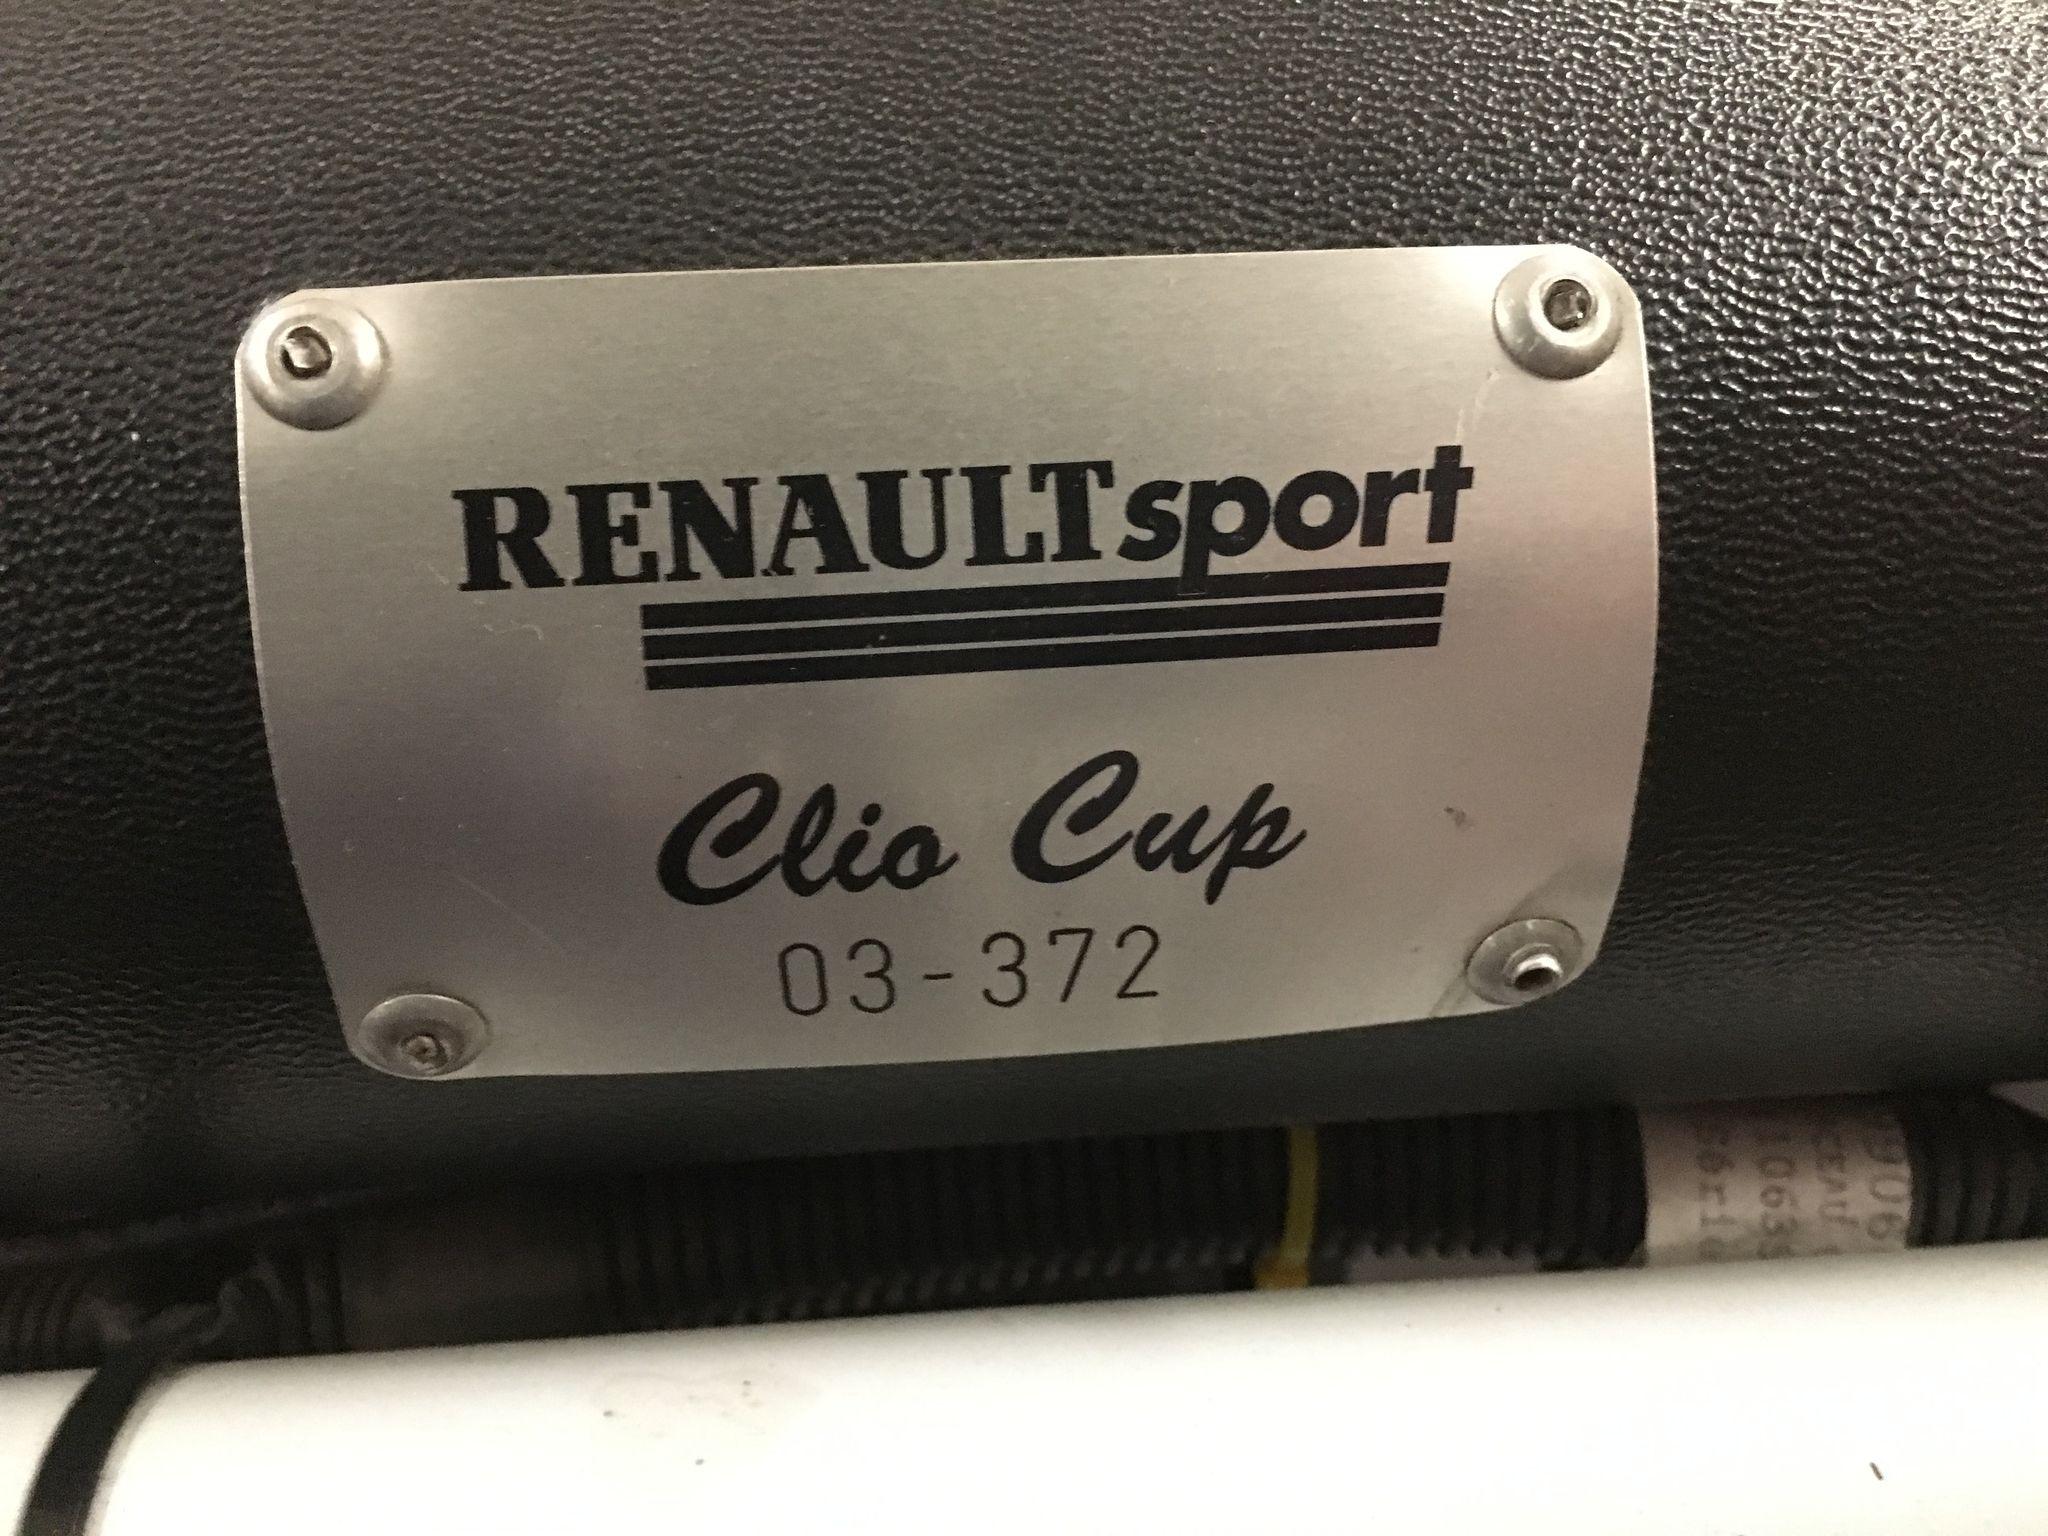 RENAULTsport
Clio Cup
03-372